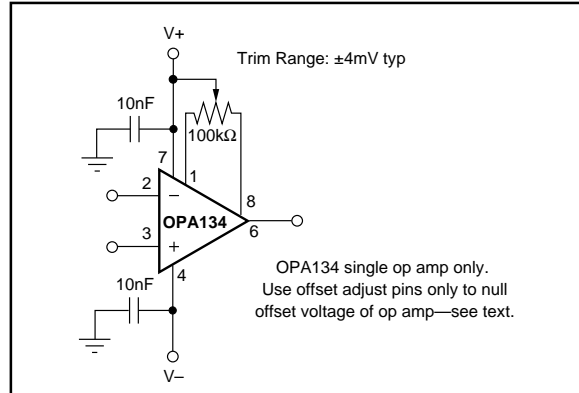 V+
Trim Range: ±4mV typ
10nF
100kΩ
7
1
2
8
–
OPA134
6
3
+
4
10nF
OPA134 single op amp only.
Use offset adjust pins only to null
offset voltage of op amp—see text.
V–